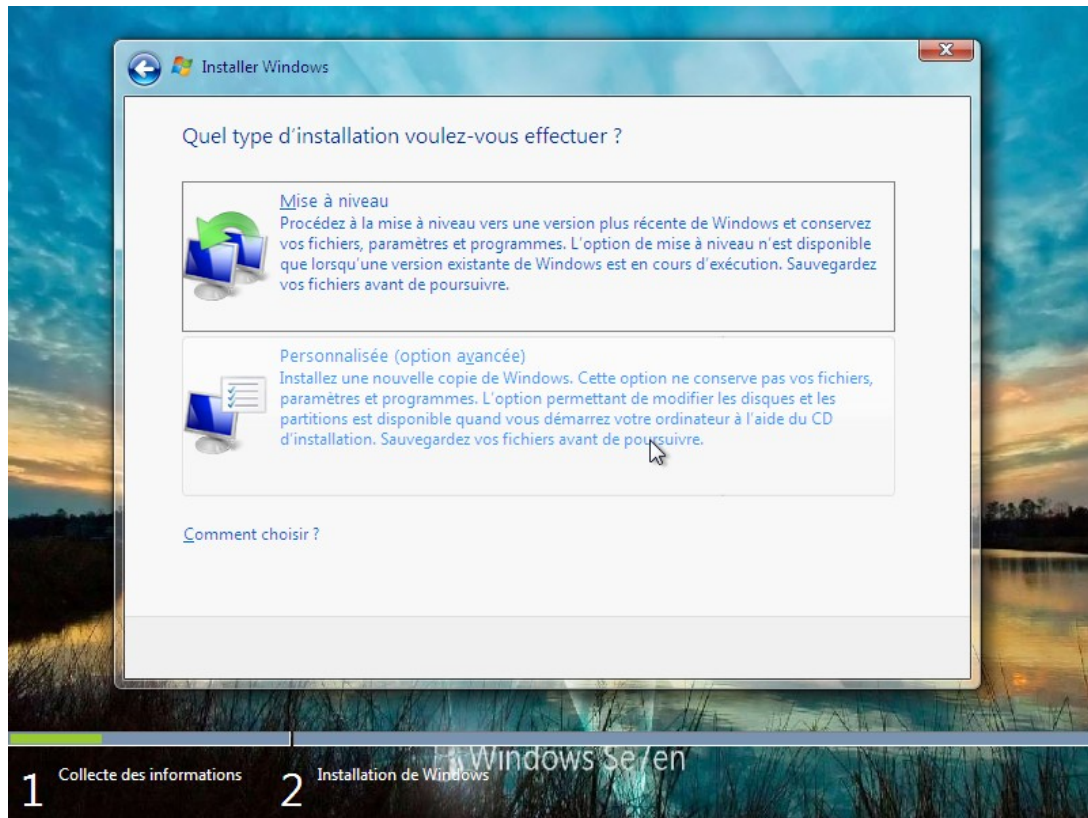 Installer Windows
Quel type d'installation voulez-vous effectuer ?
Mise à niveau
Procédez à la mise à niveau vers une version plus récente de Windows et conservez
vos fichiers, paramètres et programmes. L'option de mise à niveau n'est disponible
que lorsqu'une version existante de Windows est en cours d'exécution. Sauvegardez
vos fichiers avant de poursuivre.
Personnalisée (option avancée)
Installez une nouvelle copie de Windows. Cette option ne conserve pas vos fichiers,
paramètres et programmes. L'option permettant de modifier les disques et les
partitions est disponible quand vous démarrez votre ordinateur à l'aide du CD
d'installation. Sauvegardez vos fichiers avant de poursuivre.
Comment choisir ?
Windows Se7en
1 Collecte des informations
2 Installation de Windows